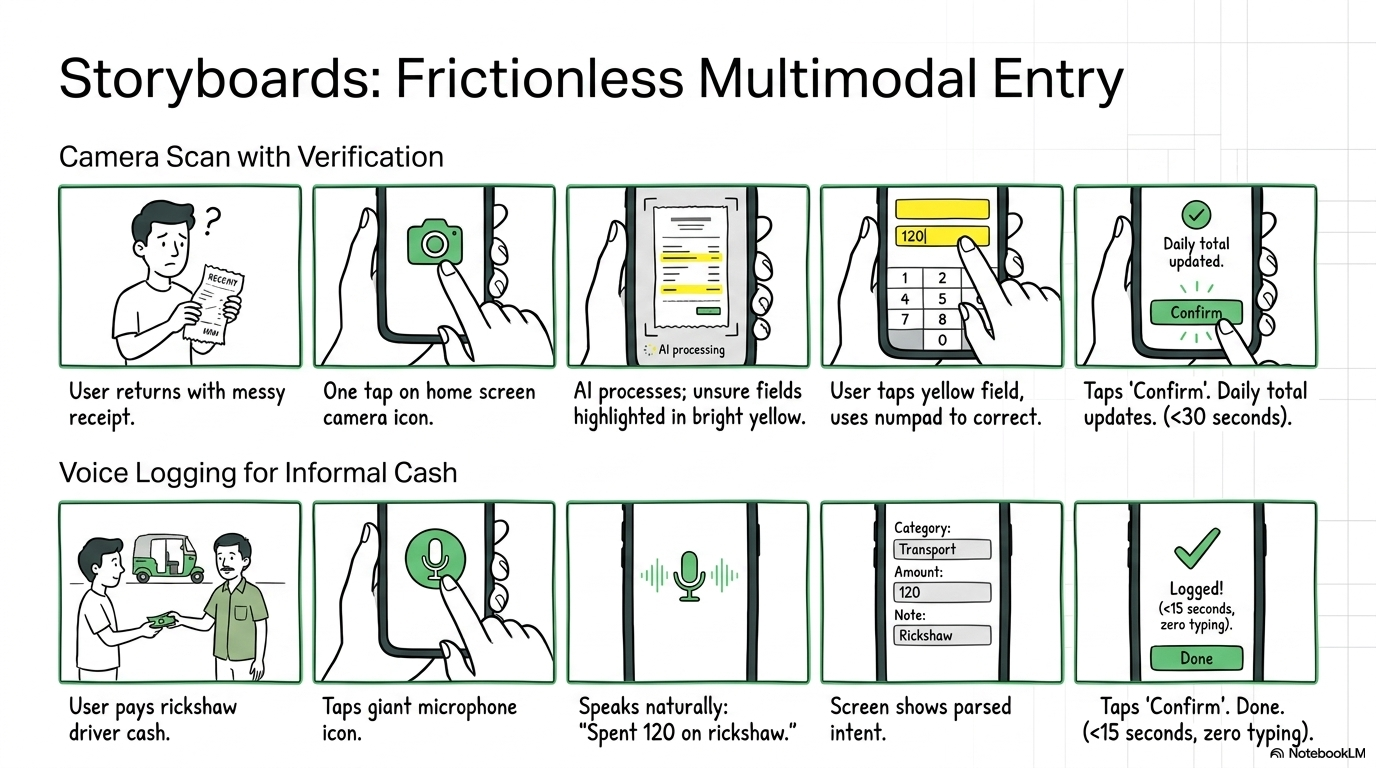 Storyboards: Frictionless Multimodal Entry
Camera Scan with Verification
?
RECENIY
AI processing
120
1 2
4 5
7 8
0
Daily total
updated.
Confirm
User returns with messy
receipt.
One tap on home screen
camera icon.
AI processes; unsure fields
highlighted in bright yellow.
User taps yellow field,
uses numpad to correct.
Taps 'Confirm'. Daily total
updates. (<30 seconds).
Voice Logging for Informal Cash
Category:
Transport
Amount:
120
Note:
Rickshaw
Logged!
(<15 seconds,
zero typing).
Done
User pays rickshaw
driver cash.
Taps giant microphone
icon.
Speaks naturally:
"Spent 120 on rickshaw."
Screen shows parsed
intent.
Taps 'Confirm'. Done.
(<15 seconds, zero typing).
NotebookLM